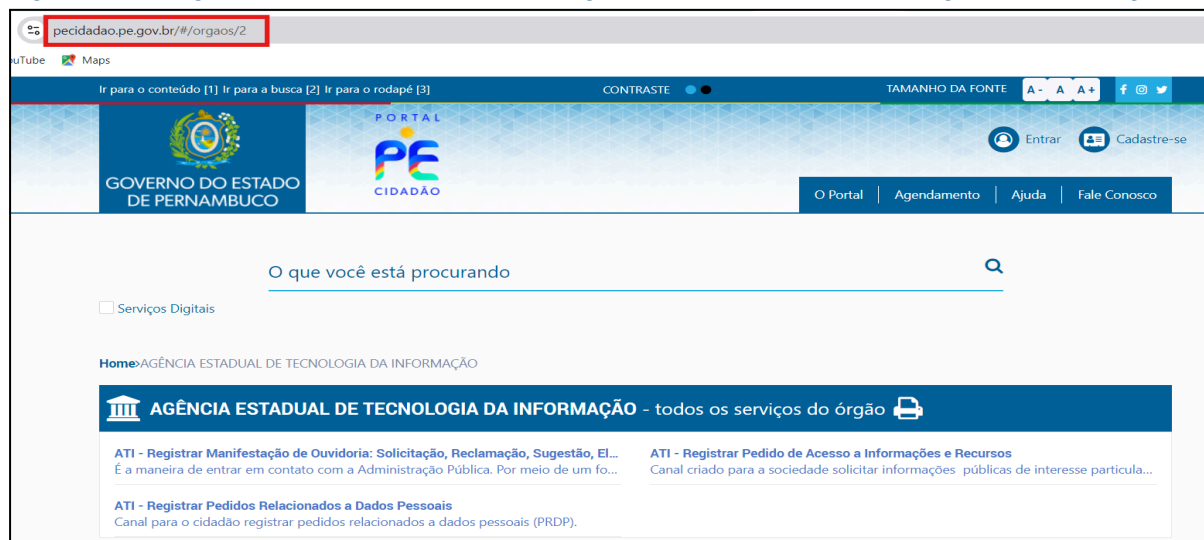 pecidadao.pe.gov.br/#/orgaos/2
uTube Maps
Ir para o conteúdo [1] Ir para a busca [2] Ir para o rodapé [3] CONTRASTE TAMANHO DA FONTE A- A A+
PORTAL
PE
CIDADÃO
GOVERNO DO ESTADO
DE PERNAMBUCO
Entrar Cadastre-se
O Portal Agendamento Ajuda Fale Conosco
O que você está procurando
Serviços Digitais
Home>AGÊNCIA ESTADUAL DE TECNOLOGIA DA INFORMAÇÃO
AGÊNCIA ESTADUAL DE TECNOLOGIA DA INFORMAÇÃO - todos os serviços do órgão
ATI - Registrar Manifestação de Ouvidoria: Solicitação, Reclamação, Sugestão, El...
É a maneira de entrar em contato com a Administração Pública. Por meio de um fo...
ATI - Registrar Pedido de Acesso a Informações e Recursos
Canal criado para a sociedade solicitar informações públicas de interesse particula...
ATI - Registrar Pedidos Relacionados a Dados Pessoais
Canal para o cidadão registrar pedidos relacionados a dados pessoais (PRDP).